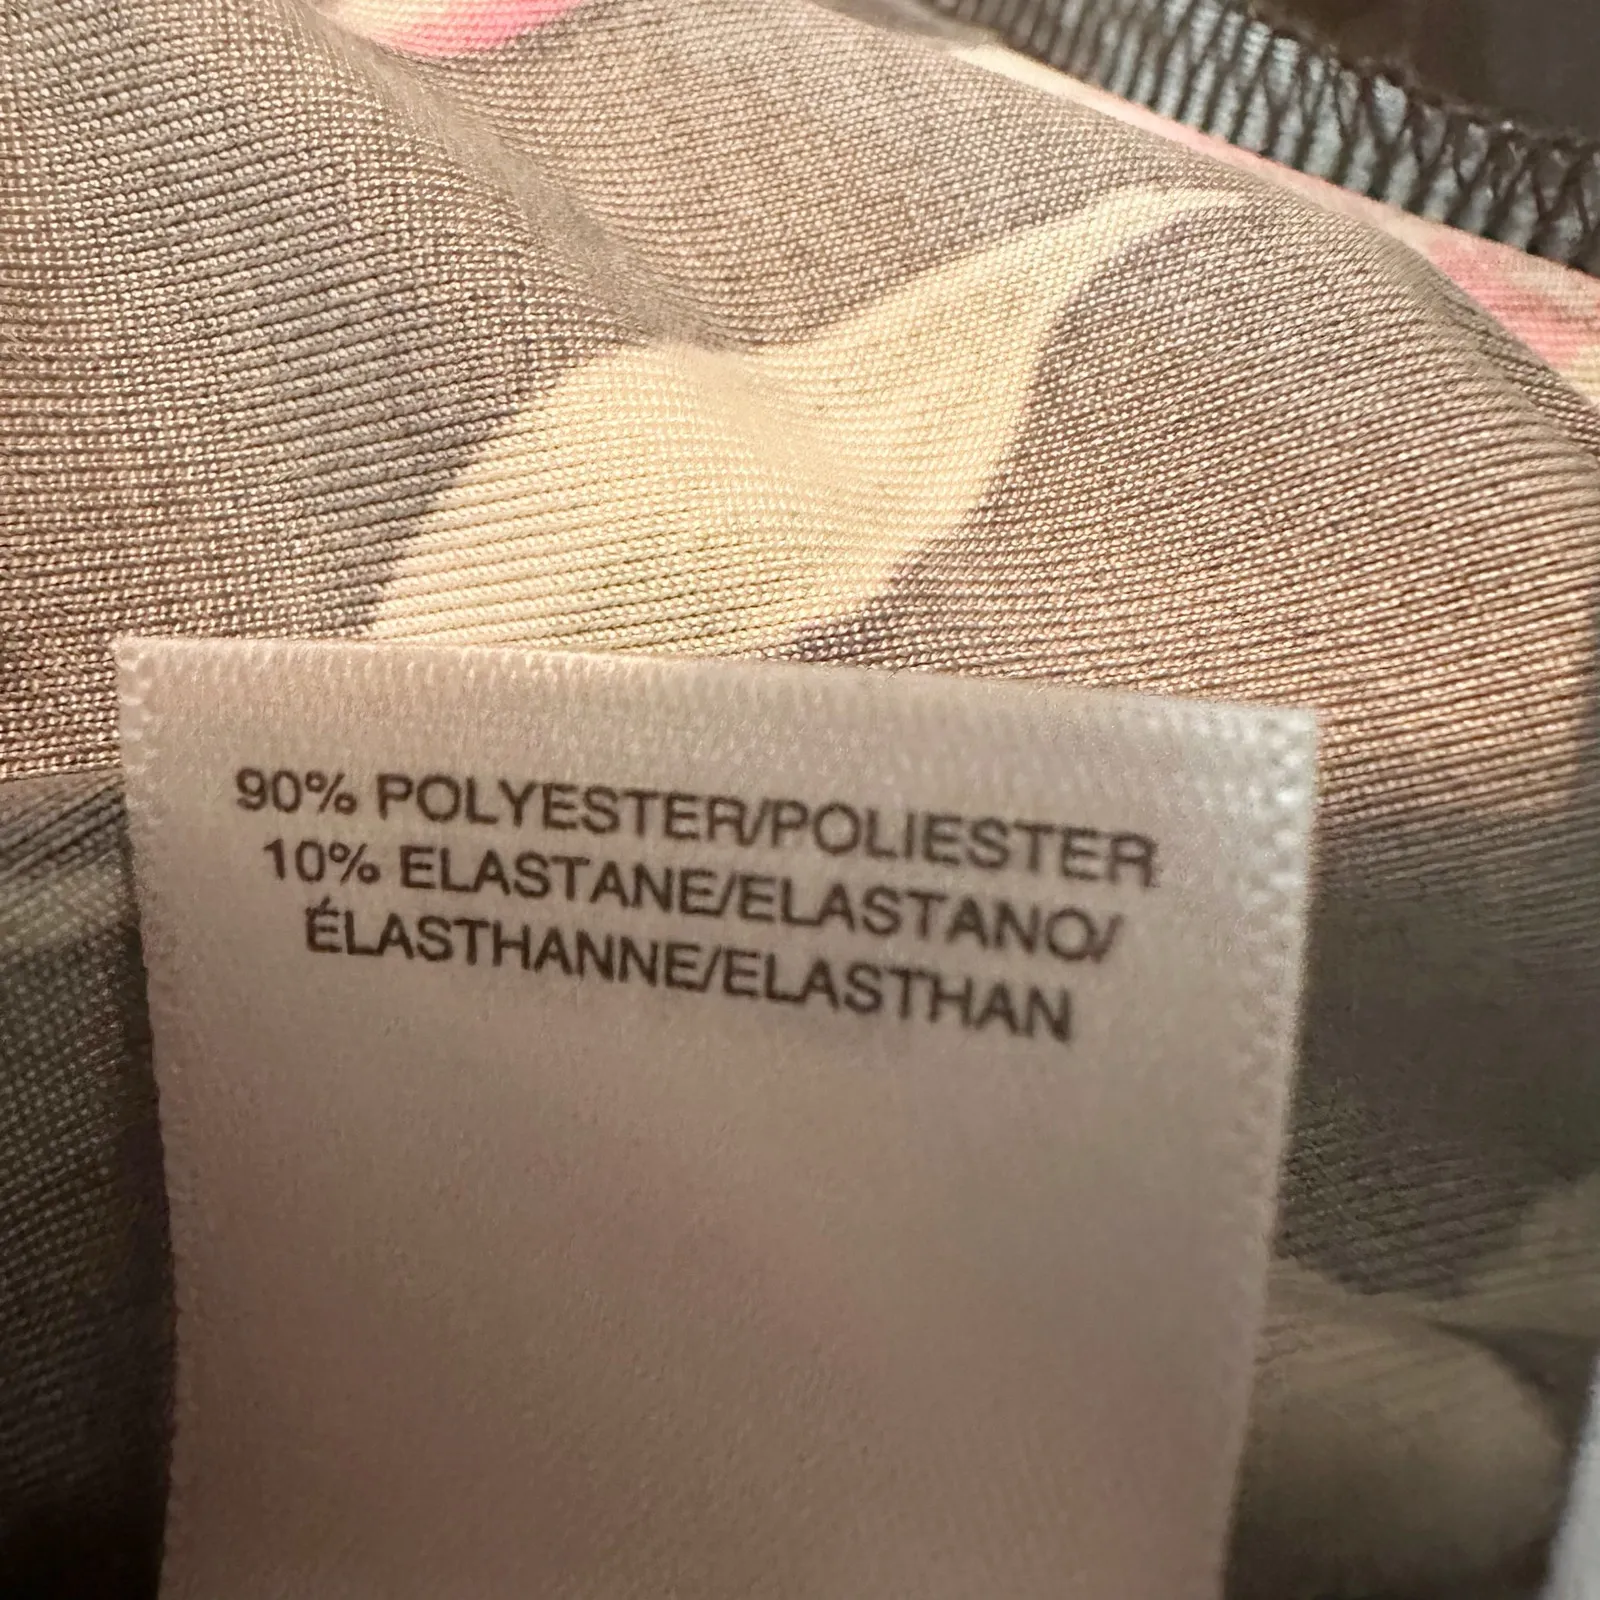 90% POLYESTER/POLIESTER
10% ELASTANE/ELASTANO/
ÉLASTHANNE/ELASTHAN